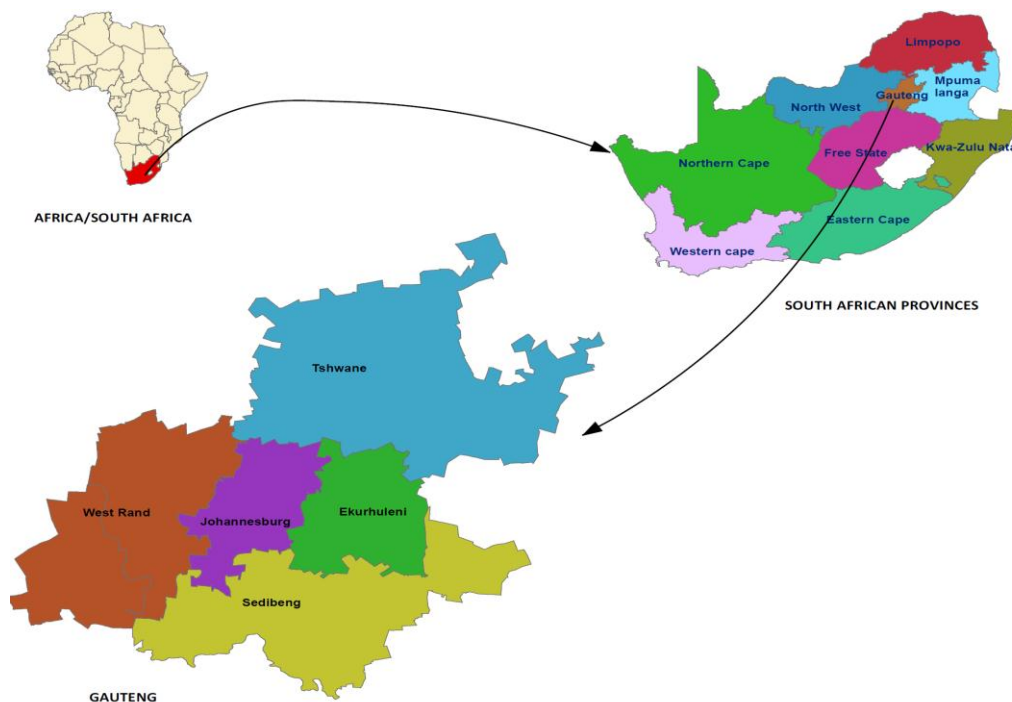 AFRICA/SOUTH AFRICA
Limpopo
Mpuma
langa
Gauteng
North West
Free State
Kwa-Zulu Nata
Northern Cape
Eastern Cape
Western cape
SOUTH AFRICAN PROVINCES
Tshwane
West Rand
Johannesburg
Ekurhuleni
Sedibeng
GAUTENG